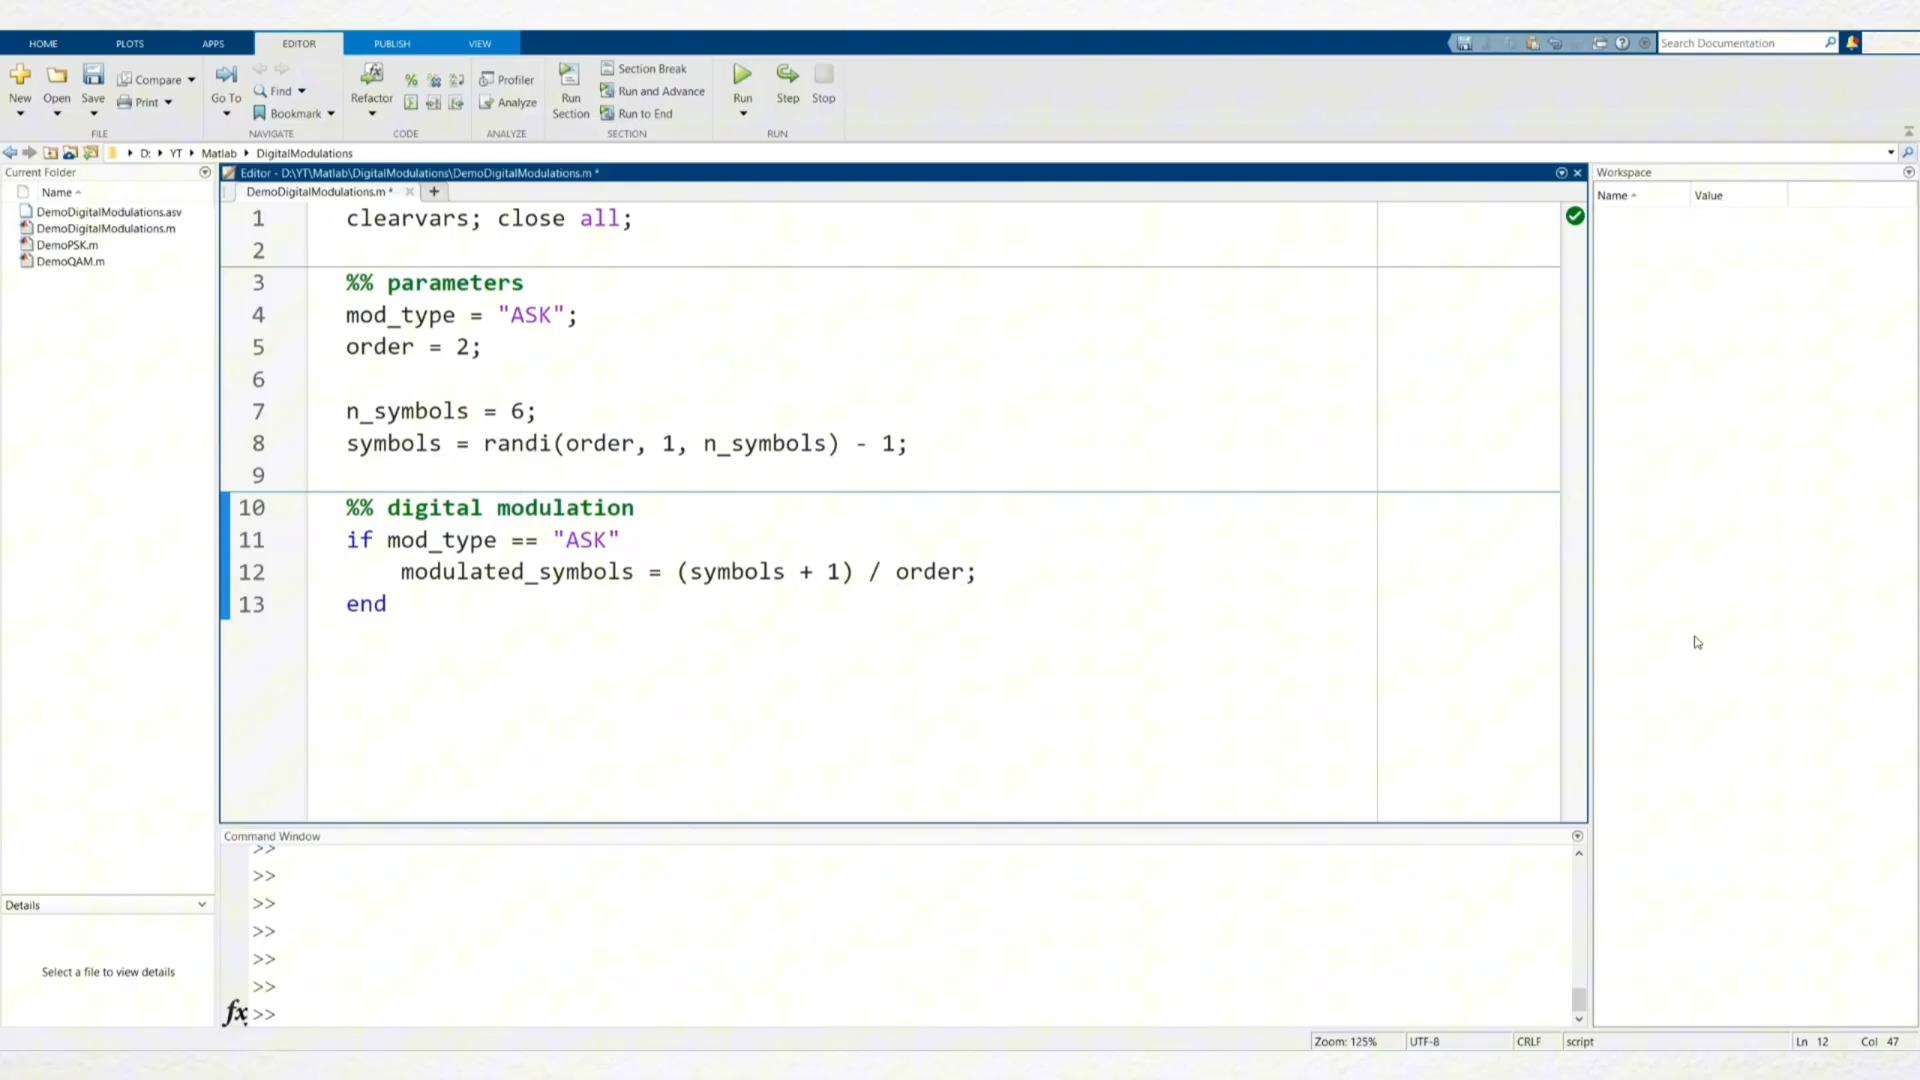 HOME PLOTS APPS EDITOR PUBLISH VIEW
Search Documentation
New Open Save Compare Print
FILE
Go To Find Bookmark
NAVIGATE
Refactor
CODE
Profiler
Analyze
ANALYZE
Run Section
Section Break
Run and Advance
Run to End
SECTION
Run Step Stop
RUN
D: YT Matlab DigitalModulations
Current Folder
Name
DemoDigitalModulations.asv
DemoDigitalModulations.m
DemoPSK.m
DemoQAM.m
Details
Select a file to view details
Editor - D:\YT\Matlab\DigitalModulations\DemoDigitalModulations.m *
DemoDigitalModulations.m * +
1 clearvars; close all;
2
3 %% parameters
4 mod_type = "ASK";
5 order = 2;
6
7 n_symbols = 6;
8 symbols = randi(order, 1, n_symbols) - 1;
9
10 %% digital modulation
11 if mod_type == "ASK"
12 modulated_symbols = (symbols + 1) / order;
13 end
Command Window
>>
>>
>>
>>
>>
>>
fx >>
Workspace
Name Value
Zoom: 125% UTF-8 CRLF script Ln 12 Col 47